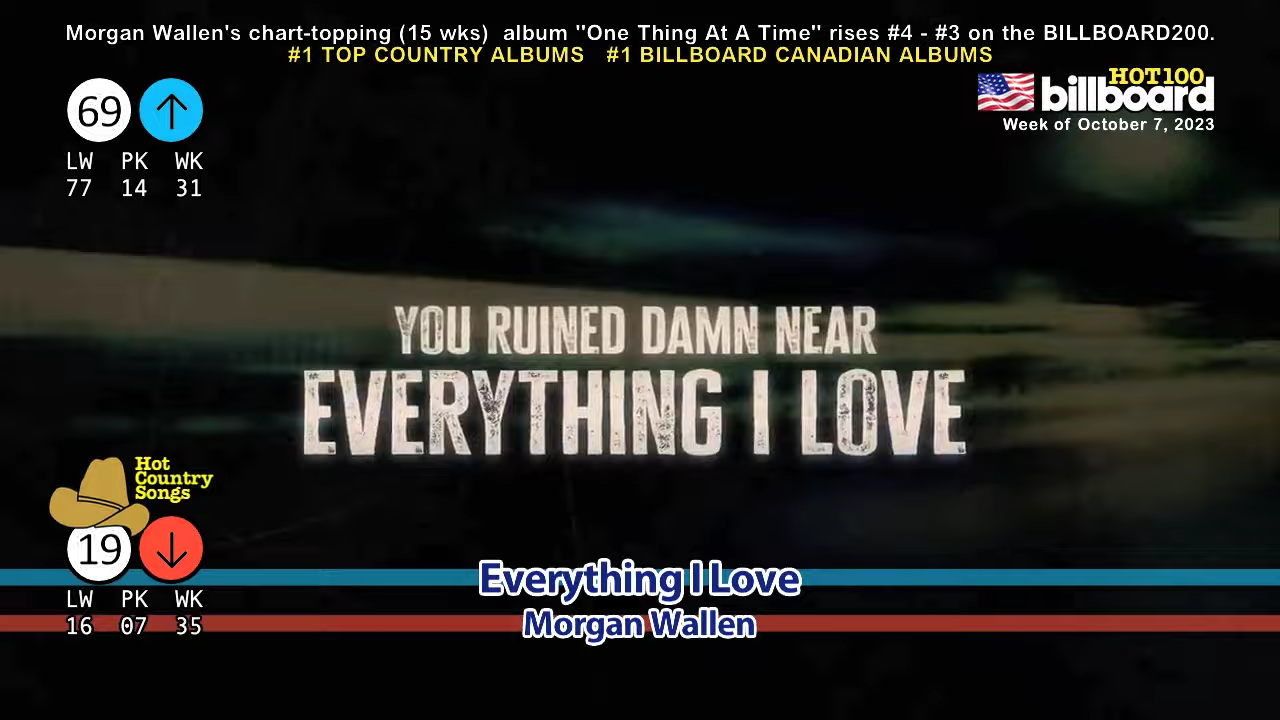 Morgan Wallen's chart-topping (15 wks)  album "One Thing At A Time" rises #4 - #3 on the BILLBOARD200.
#1 TOP COUNTRY ALBUMS   #1 BILLBOARD CANADIAN ALBUMS
69
LW PK WK
77 14 31
HOT100
billboard
Week of October 7, 2023
YOU RUINED DAMN NEAR
EVERYTHING I LOVE
Hot
Country
Songs
19
LW PK WK
16 07 35
Everything I Love
Morgan Wallen